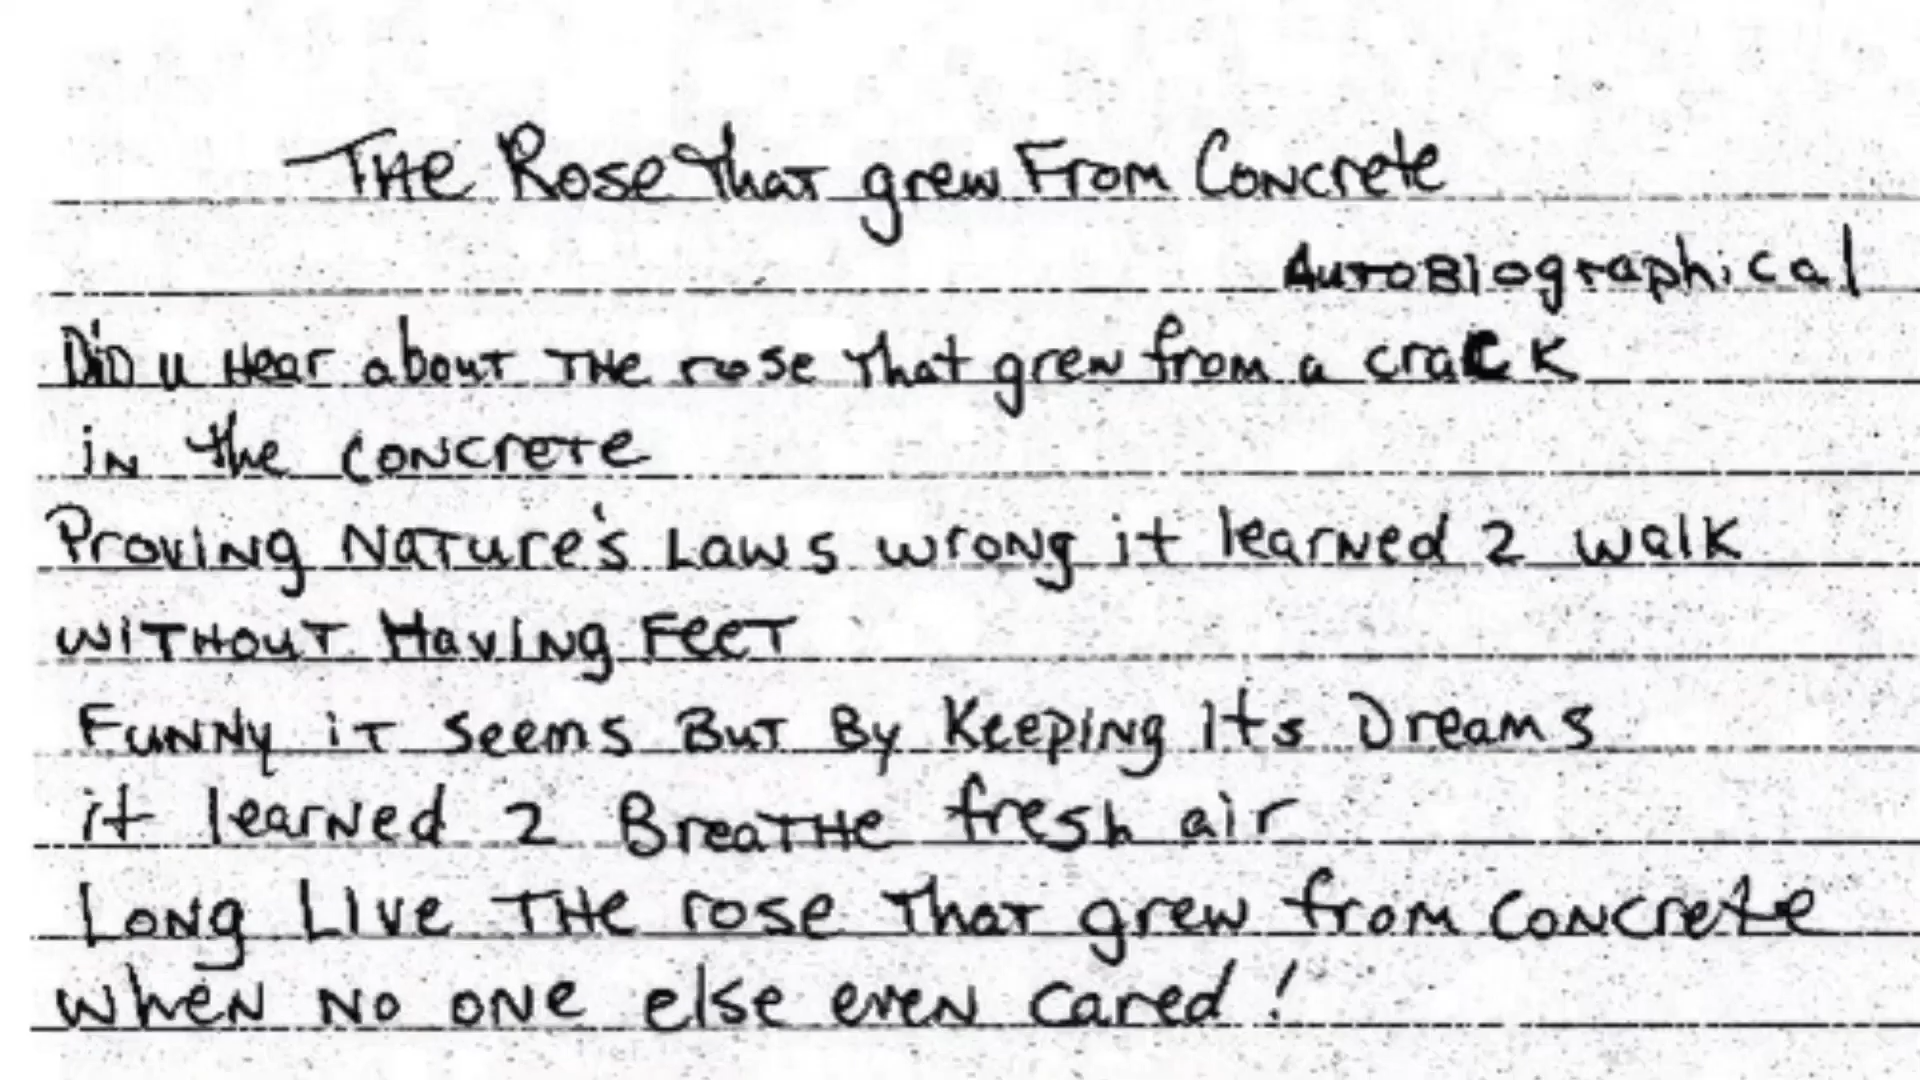 THe Rose that grew From Concrete
AutoBiographical
Did u Hear about THe rose that grew from a crack
in the concrete
Proving Nature's Laws wrong it learned 2 walk
wiTHout Having FeeT
Funny it seems But By Keeping its Dreams
it learned 2 BreaTHe fresh air
Long Live THe rose that grew from concrete
when no one else even cared!